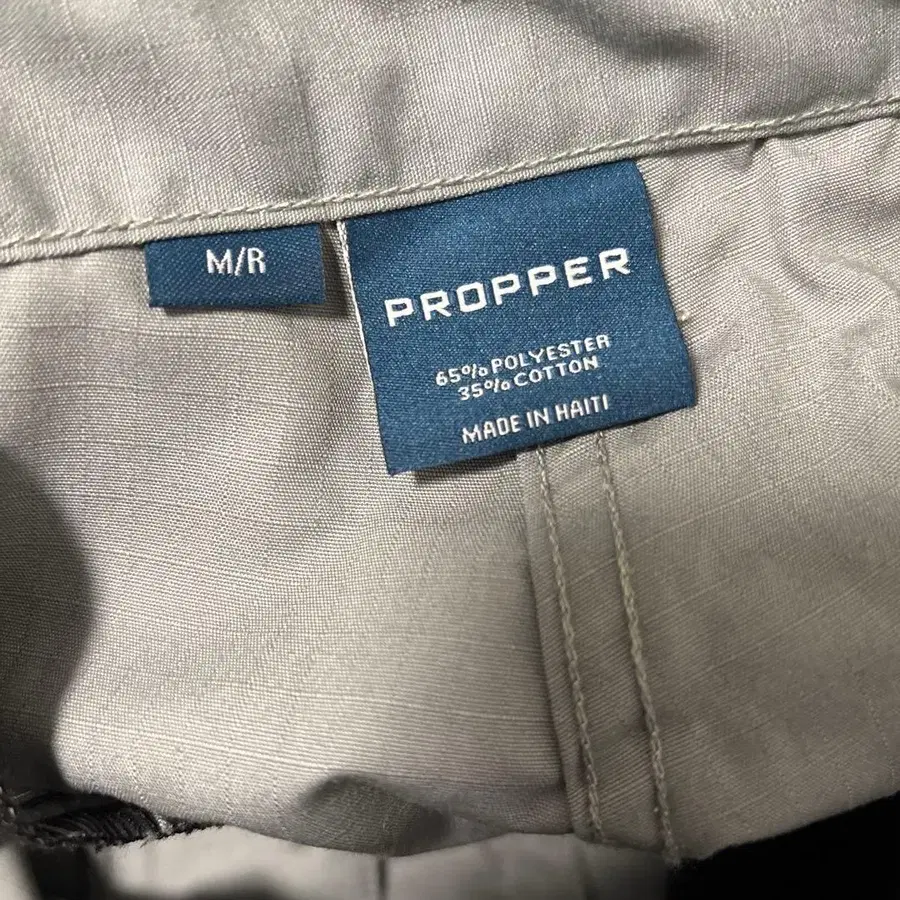 M/R
PROPPER
65% POLYESTER
35% COTTON
MADE IN HAITI